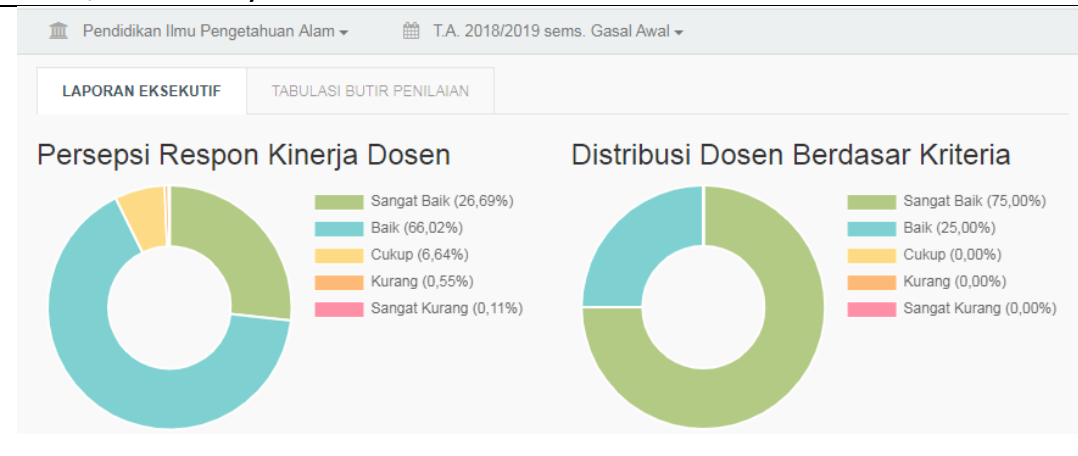 Pendidikan Ilmu Pengetahuan Alam
T.A. 2018/2019 sems. Gasal Awal
LAPORAN EKSEKUTIF
TABULASI BUTIR PENILAIAN
Persepsi Respon Kinerja Dosen
Sangat Baik (26,69%)
Baik (66,02%)
Cukup (6,64%)
Kurang (0,55%)
Sangat Kurang (0,11%)
Distribusi Dosen Berdasar Kriteria
Sangat Baik (75,00%)
Baik (25,00%)
Cukup (0,00%)
Kurang (0,00%)
Sangat Kurang (0,00%)